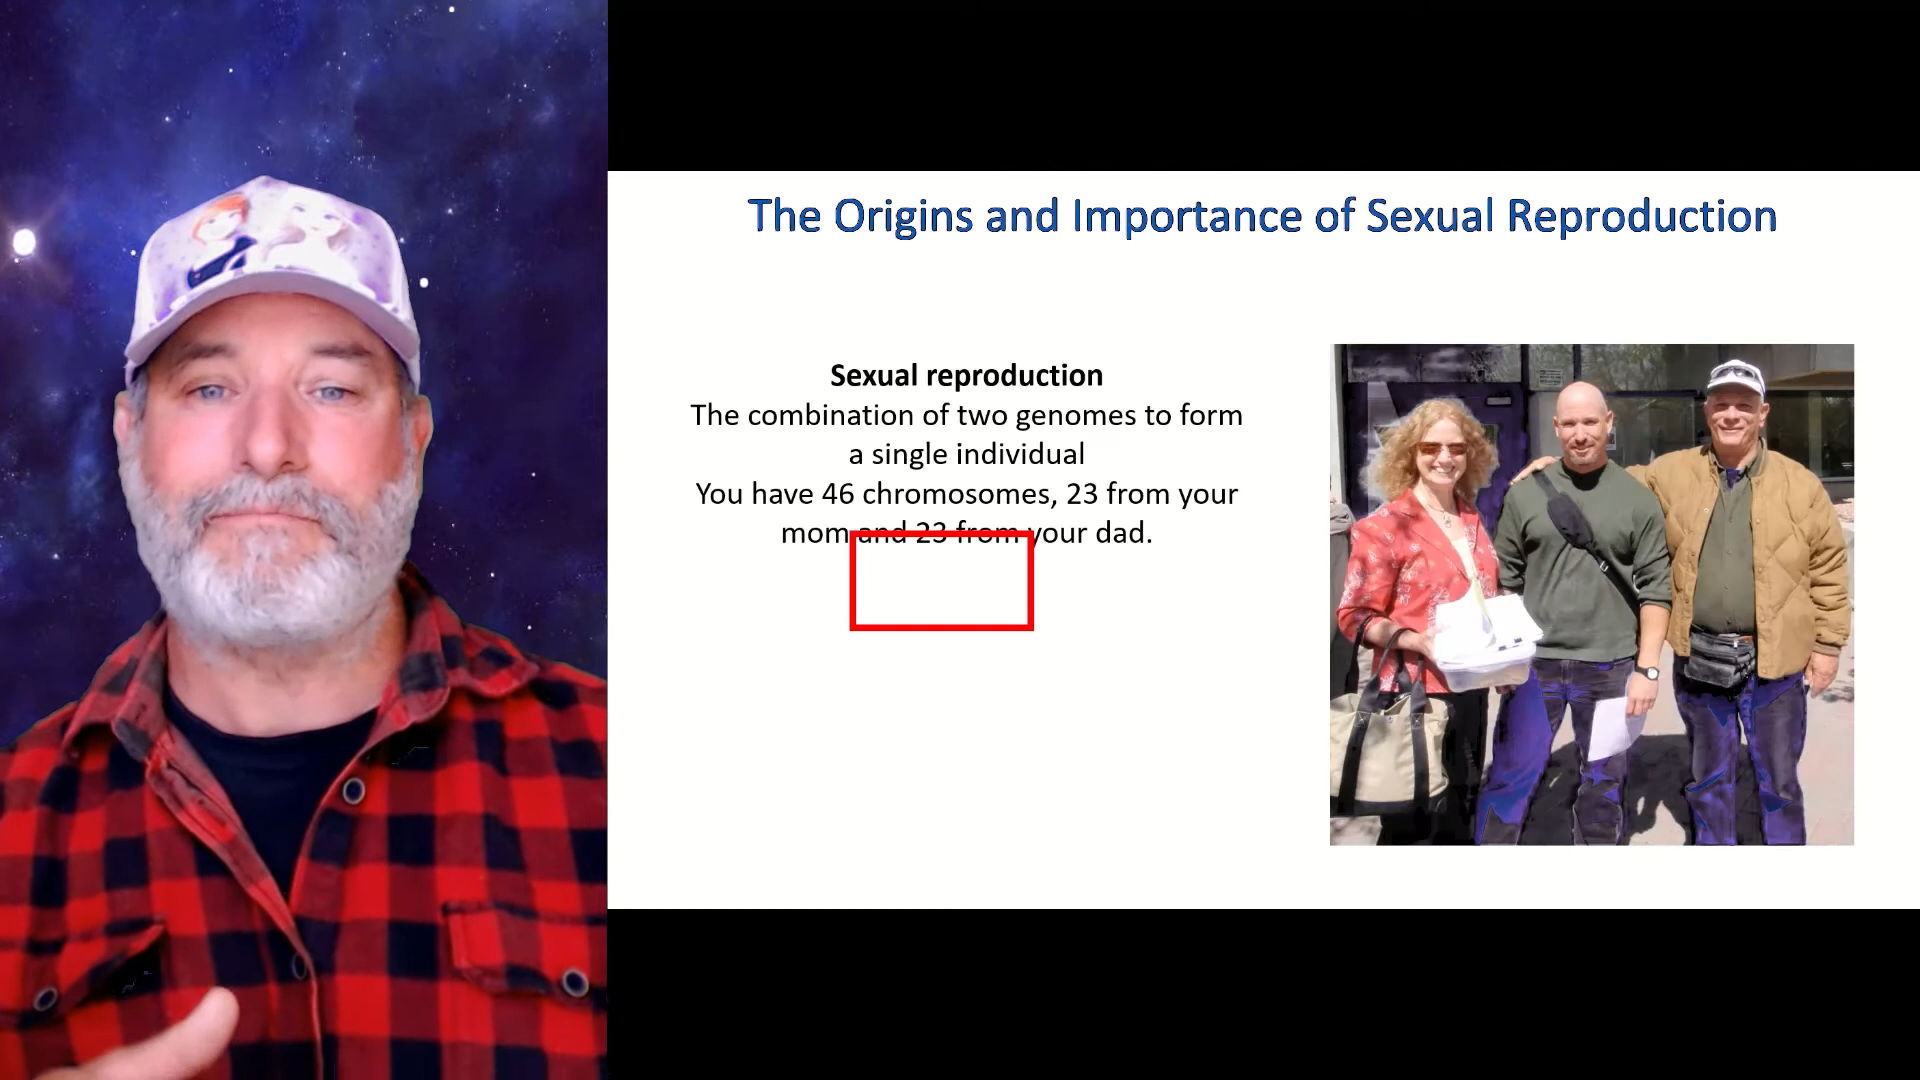 The Origins and Importance of Sexual Reproduction
Sexual reproduction
The combination of two genomes to form
a single individual
You have 46 chromosomes, 23 from your
mom and 23 from your dad.